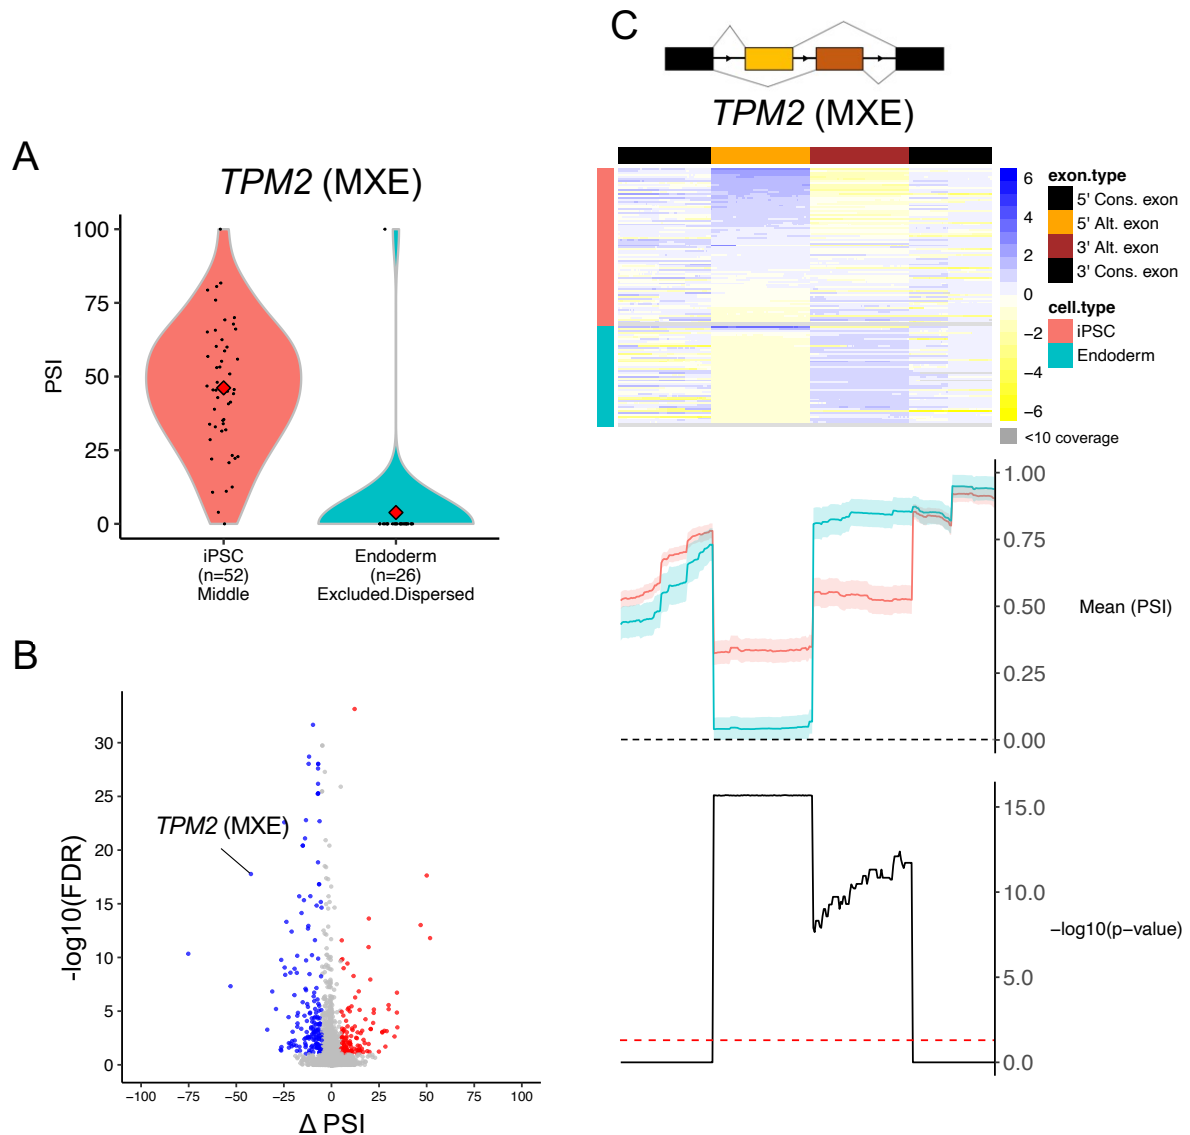 A
TPM2 (MXE)
PSI
100
75
50
25
0
iPSC
(n=52)
Middle
Endoderm
(n=26)
Excluded.Dispersed
B
-log10(FDR)
30
25
20
15
10
5
0
TPM2 (MXE)
−100
−75
−50
−25
0
25
50
75
100
Δ PSI
C
TPM2 (MXE)
6
4
2
0
−2
−4
−6
<10 coverage
exon.type
5' Cons. exon
5' Alt. exon
3' Alt. exon
3' Cons. exon
cell.type
iPSC
Endoderm
1.00
0.75
0.50
0.25
0.00
Mean (PSI)
15.0
10.0
5.0
0.0
−log10(p−value)